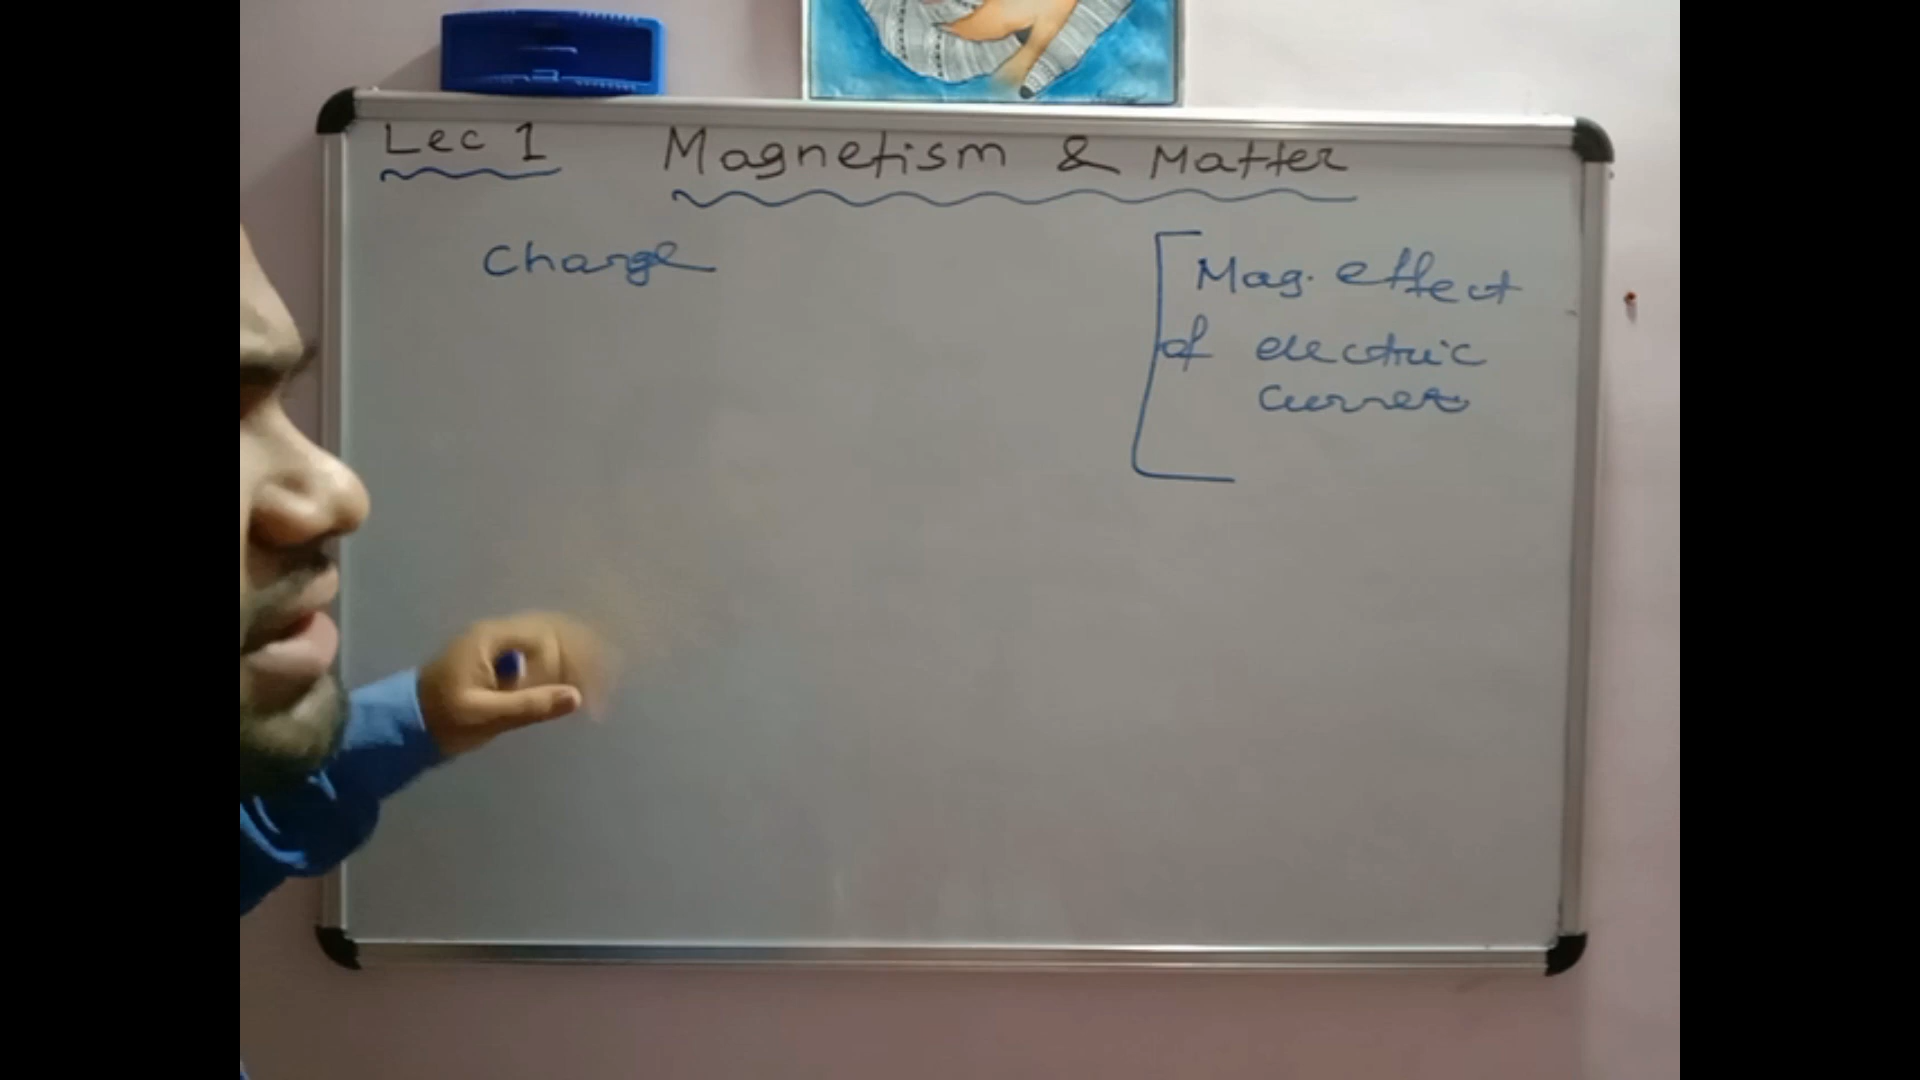 Lec 1 Magnetism & Matter
Charge
Mag. effect
of electric
current